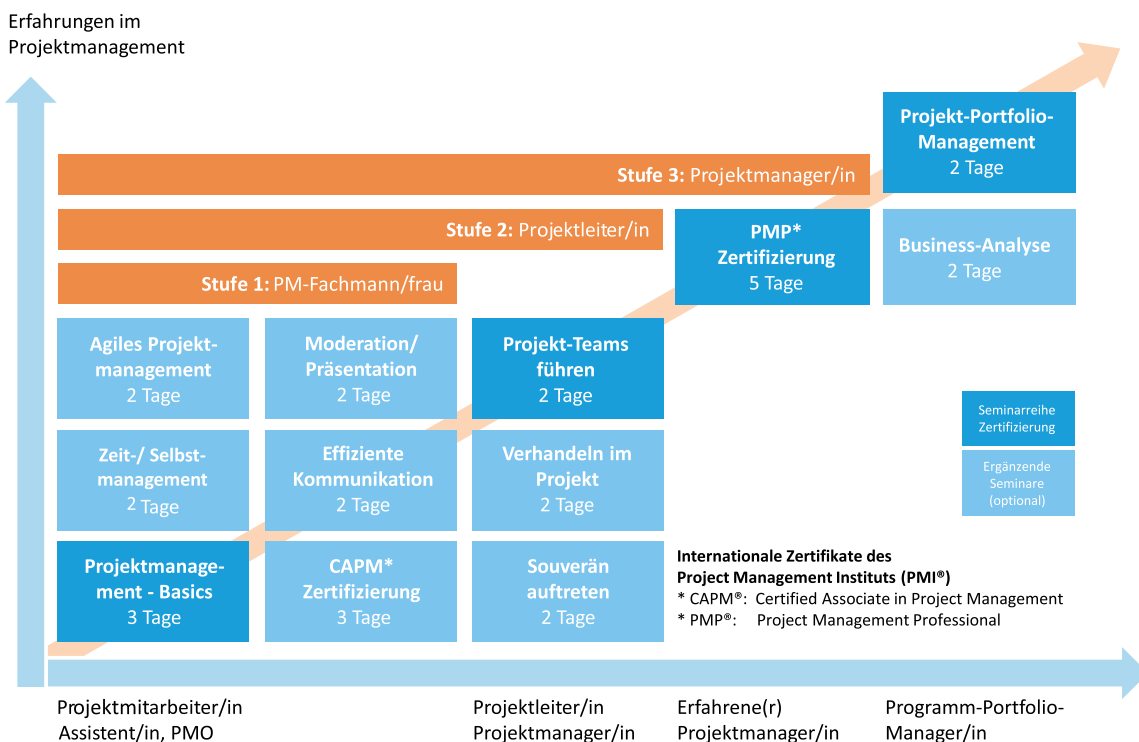 Erfahrungen im
Projektmanagement
Projekt-Portfolio-
Management
2 Tage
Stufe 3: Projektmanager/in
Stufe 2: Projektleiter/in
PMP*
Zertifizierung
5 Tage
Business-Analyse
2 Tage
Stufe 1: PM-Fachmann/frau
Agiles Projekt-
management
2 Tage
Moderation/
Präsentation
2 Tage
Projekt-Teams
führen
2 Tage
Seminarreihe
Zertifizierung
Zeit-/ Selbst-
management
2 Tage
Effiziente
Kommunikation
2 Tage
Verhandeln im
Projekt
2 Tage
Ergänzende
Seminare
(optional)
Projektmanage-
ment - Basics
3 Tage
CAPM*
Zertifizierung
3 Tage
Souverän
auftreten
2 Tage
Internationale Zertifikate des
Project Management Instituts (PMI®)
* CAPM®: Certified Associate in Project Management
* PMP®: Project Management Professional
Projektmitarbeiter/in
Assistent/in, PMO
Projektleiter/in
Projektmanager/in
Erfahrene(r)
Projektmanager/in
Programm-Portfolio-
Manager/in